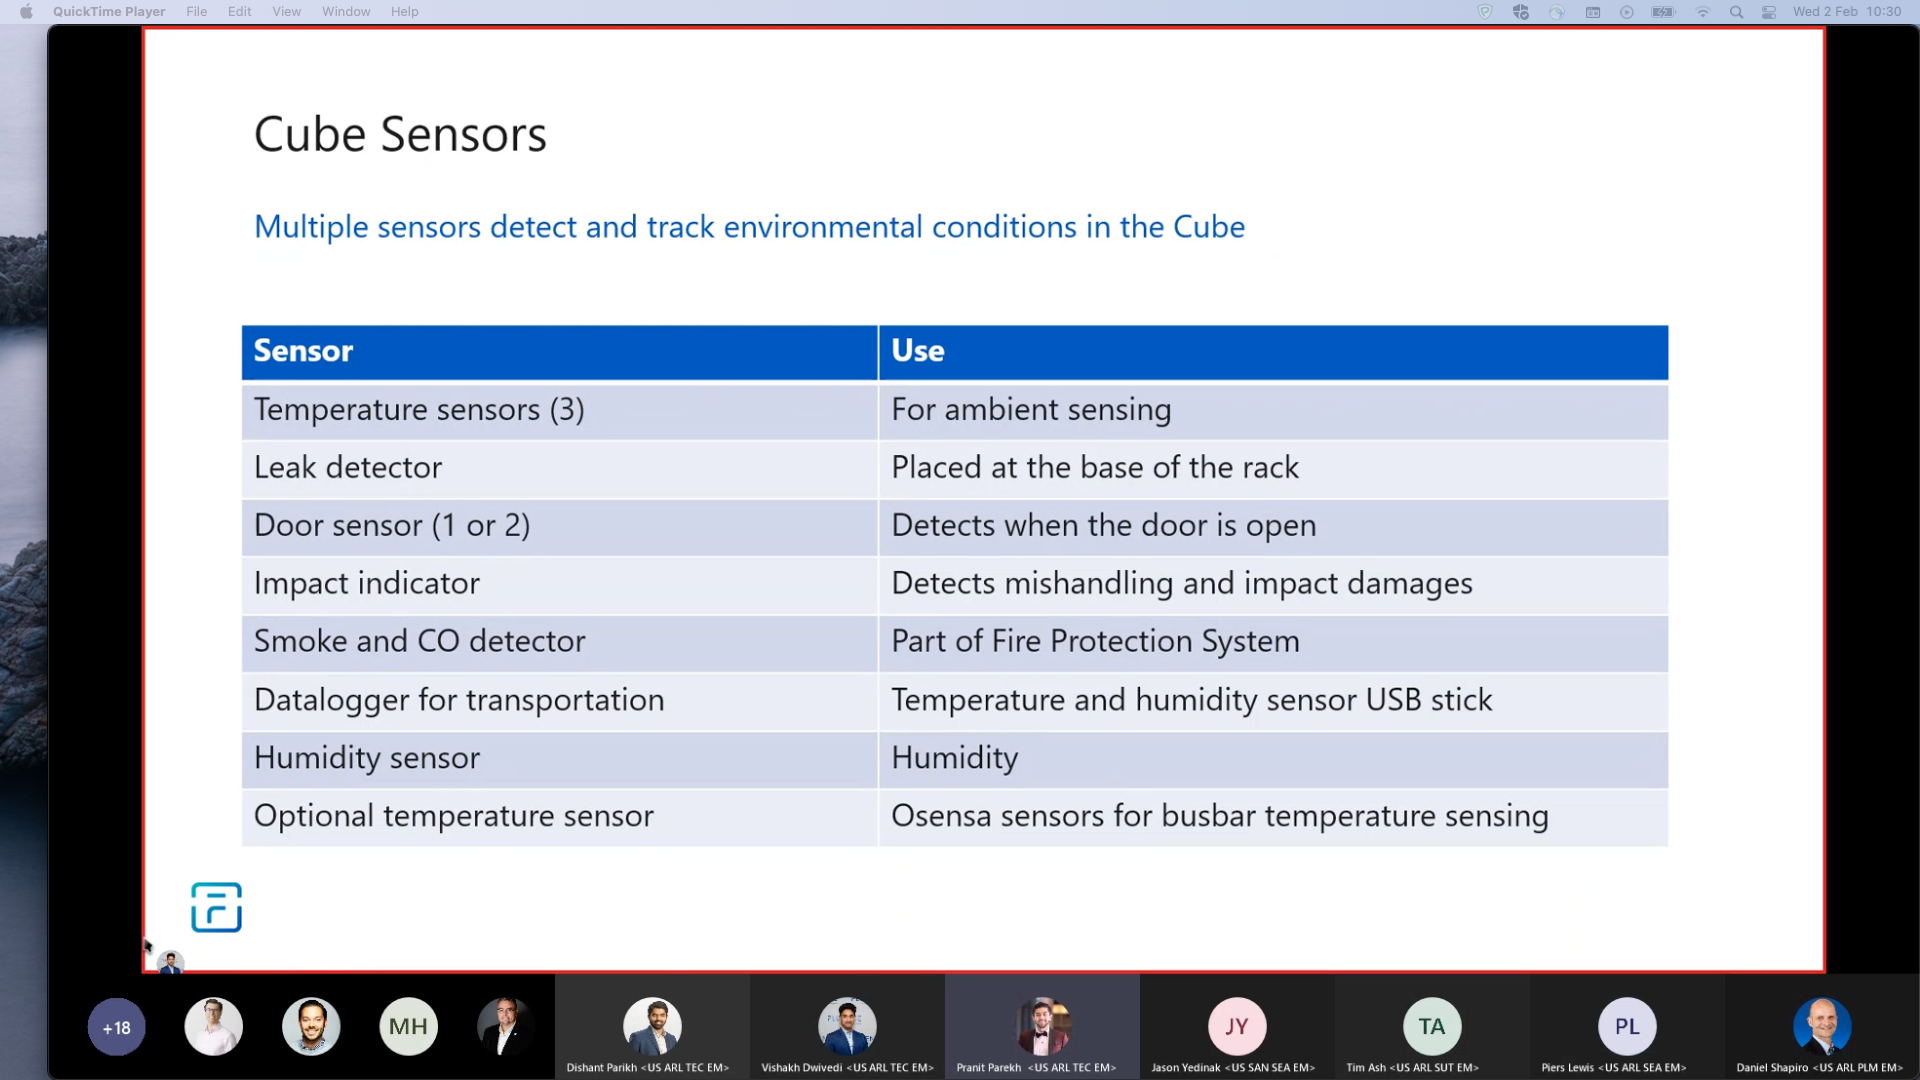 QuickTime Player File Edit View Window Help Wed 2 Feb 10:30
Cube Sensors
Multiple sensors detect and track environmental conditions in the Cube
Sensor Use
Temperature sensors (3) For ambient sensing
Leak detector Placed at the base of the rack
Door sensor (1 or 2) Detects when the door is open
Impact indicator Detects mishandling and impact damages
Smoke and CO detector Part of Fire Protection System
Datalogger for transportation Temperature and humidity sensor USB stick
Humidity sensor Humidity
Optional temperature sensor Osensa sensors for busbar temperature sensing
+18 MH JY TA PL
Dishant Parikh <US ARL TEC EM> Vishakh Dwivedi <US ARL TEC EM> Pranit Parekh <US ARL TEC EM> Jason Yedinak <US SAN SEA EM> Tim Ash <US ARL SUT EM> Piers Lewis <US ARL SEA EM> Daniel Shapiro <US ARL PLM EM>